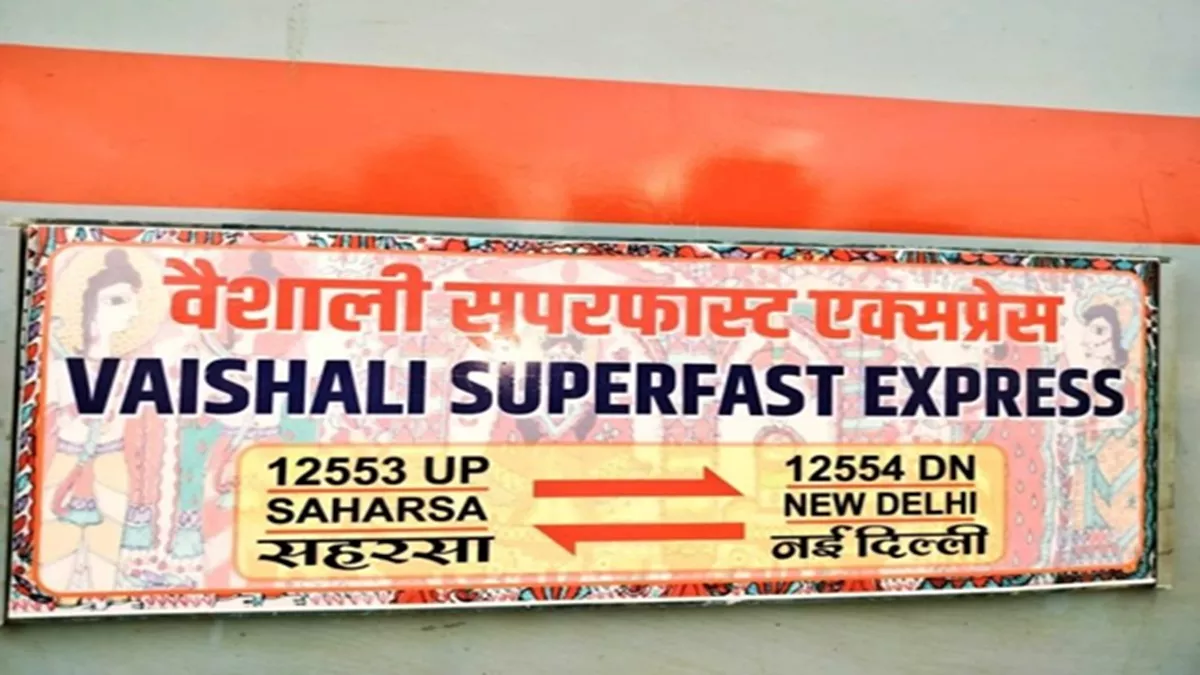 वैशाली सुपरफास्ट एक्सप्रेस
VAISHALI SUPERFAST EXPRESS
12553 UP
SAHARSA
सहरसा
12554 DN
NEW DELHI
नई दिल्ली